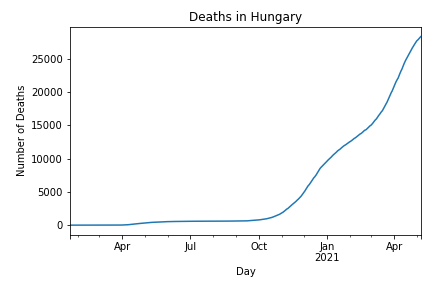 Deaths in Hungary
Number of Deaths
25000
20000
15000
10000
5000
0
Apr Jul Oct Jan Apr
2021
Day